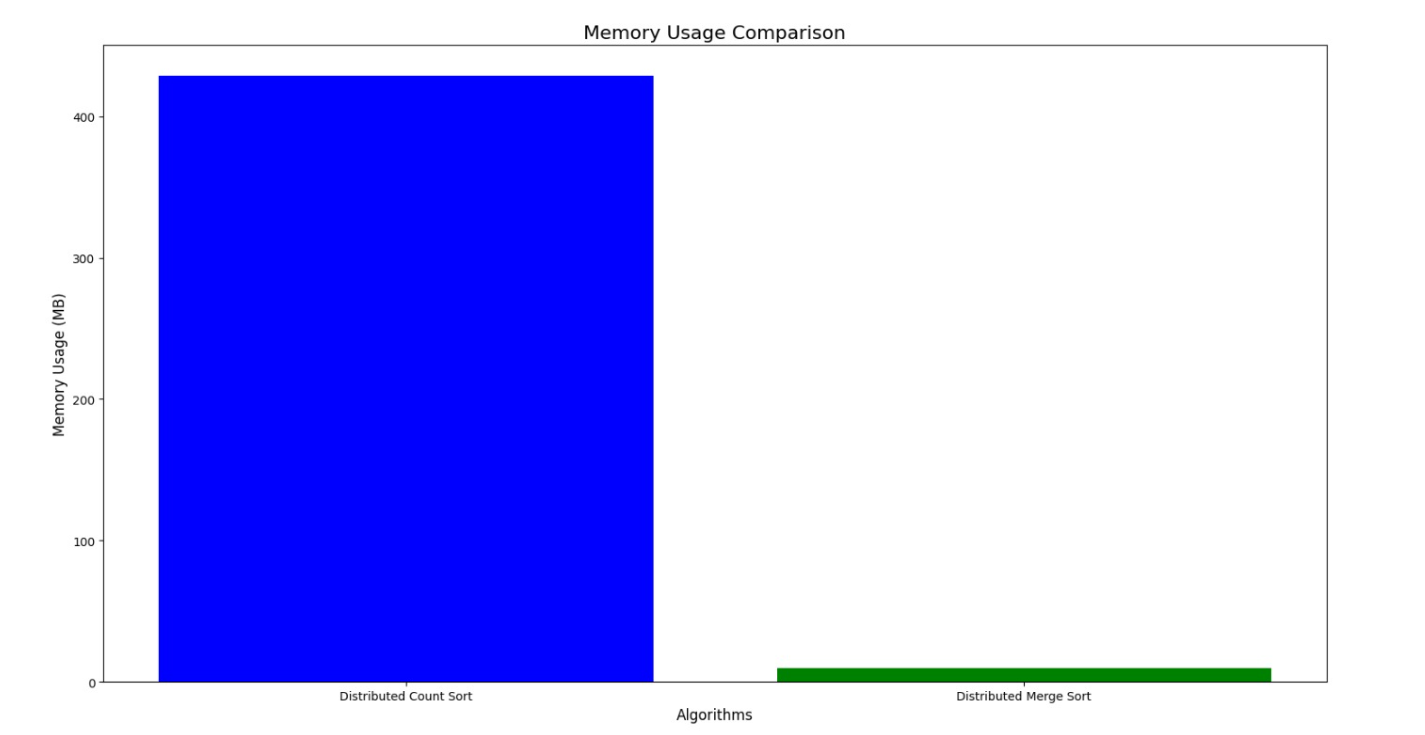 Memory Usage Comparison
400
300
200
100
0
Memory Usage (MB)
Distributed Count Sort
Distributed Merge Sort
Algorithms